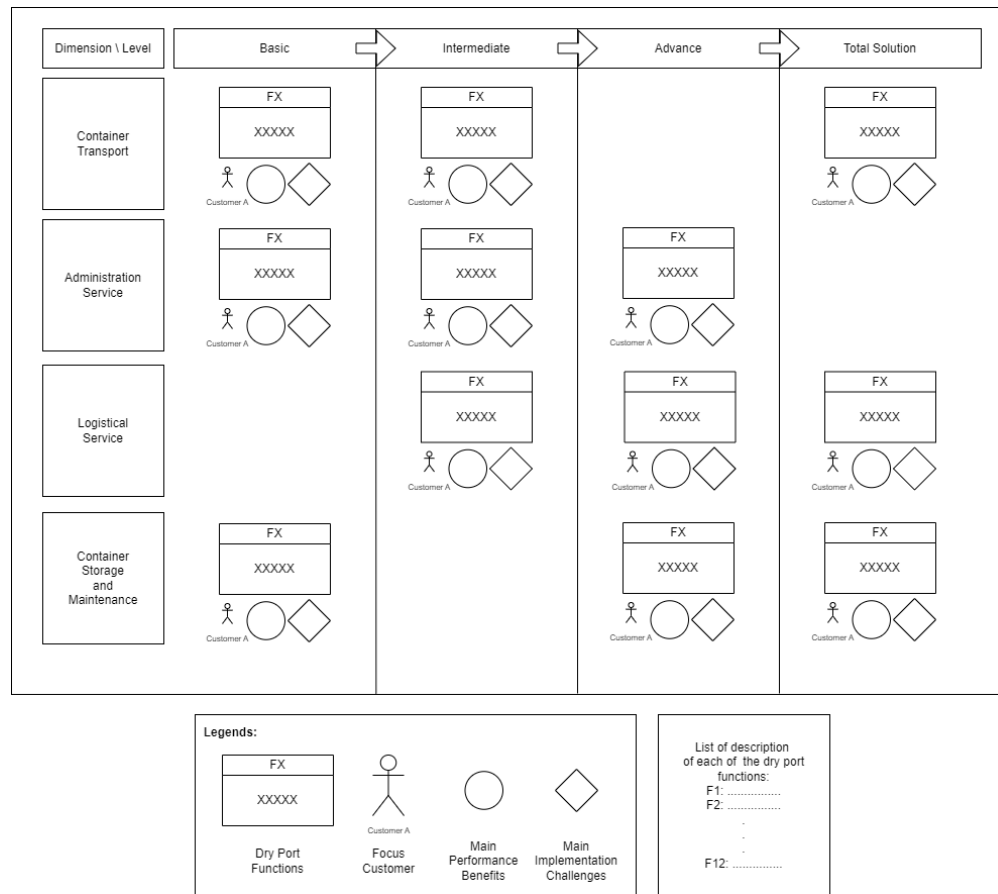 Dimension \ Level
Basic
Intermediate
Advance
Total Solution
Container
Transport
FX
XXXXX
Customer A
FX
XXXXX
Customer A
FX
XXXXX
Customer A
Administration
Service
FX
XXXXX
Customer A
FX
XXXXX
Customer A
FX
XXXXX
Customer A
Logistical
Service
FX
XXXXX
Customer A
FX
XXXXX
Customer A
FX
XXXXX
Customer A
Container
Storage
and
Maintenance
FX
XXXXX
Customer A
FX
XXXXX
Customer A
FX
XXXXX
Customer A
Legends:
FX
XXXXX
Dry Port
Functions
Customer A
Focus
Customer
Main
Performance
Benefits
Main
Implementation
Challenges
List of description
of each of the dry port
functions:
F1: ................
F2: ................
.
.
.
F12: ...............